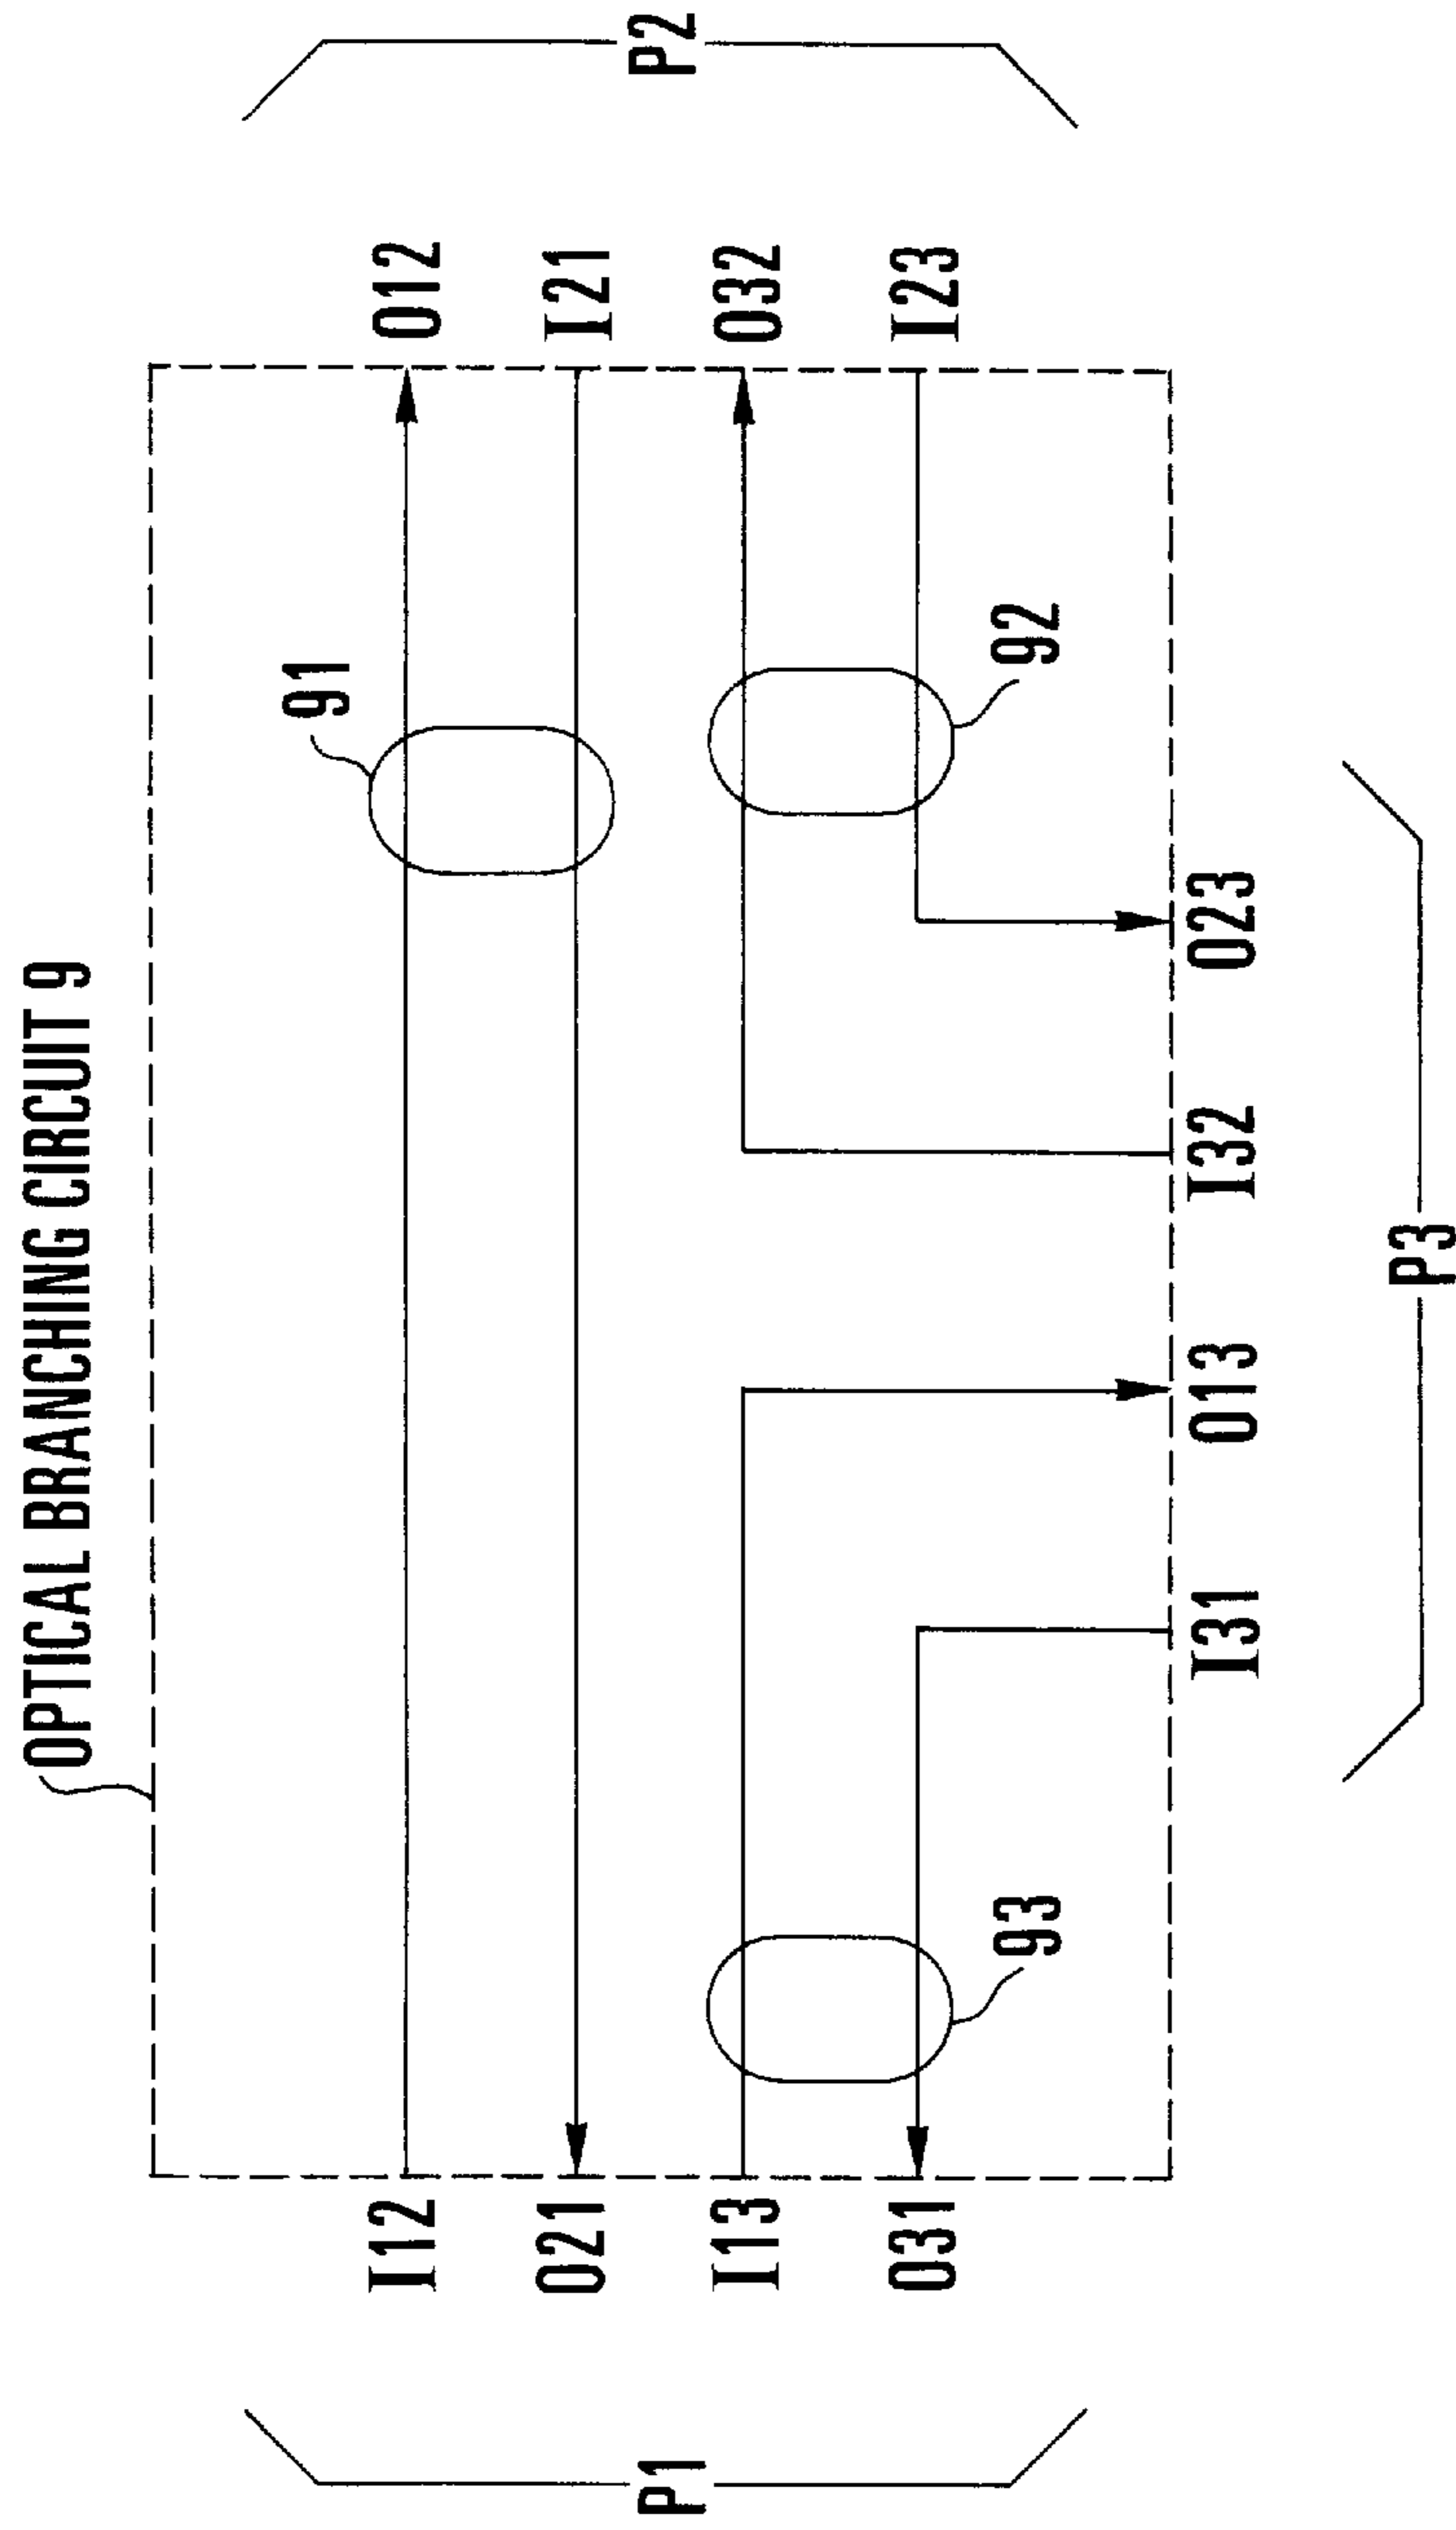 OPTICAL BRANCHING CIRCUIT 9
91
I12
O12
O21
I21
P1
P2
I13
O32
O31
I23
93
92
I31
O13
I32
O23
P3